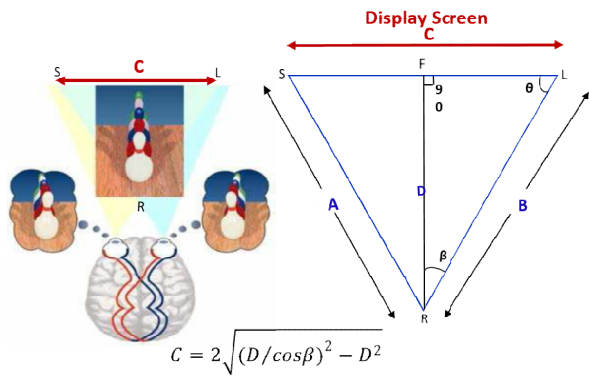 Display Screen
C
S
C
L
R
S
F
L
9
0
θ
A
D
B
β
R
C = 2√(D/cosβ)² − D²